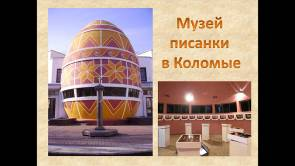 Музей
писанки
в Коломые